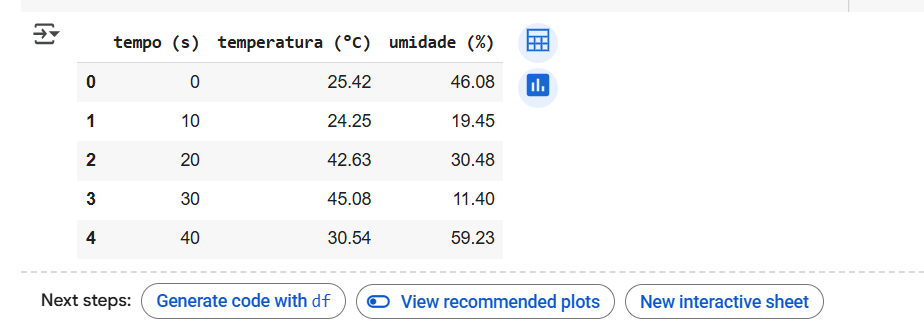 tempo (s) temperatura (°C) umidade (%)
0 0 25.42 46.08
1 10 24.25 19.45
2 20 42.63 30.48
3 30 45.08 11.40
4 40 30.54 59.23
Next steps: Generate code with df View recommended plots New interactive sheet